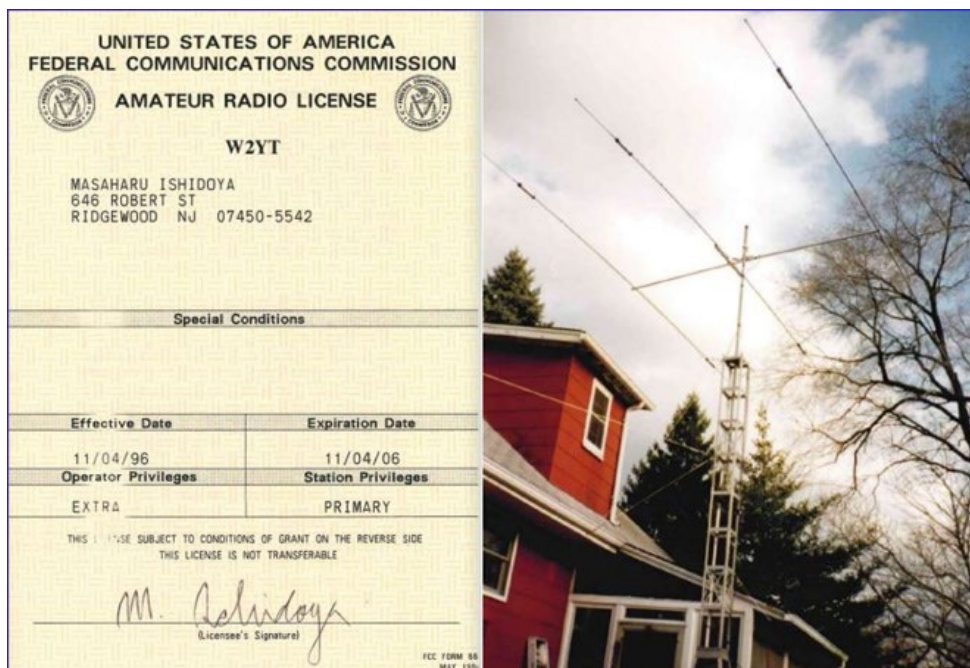 UNITED STATES OF AMERICA
FEDERAL COMMUNICATIONS COMMISSION
AMATEUR RADIO LICENSE
W2YT
MASAHARU ISHIDOYA
646 ROBERT ST
RIDGEWOOD NJ 07450-5542
Special Conditions
Effective Date Expiration Date
11/04/96 11/04/06
Operator Privileges Station Privileges
EXTRA PRIMARY
THIS SUBJECT TO CONDITIONS OF GRANT ON THE REVERSE SIDE
THIS LICENSE IS NOT TRANSFERABLE
M. Ishidoya
(Licensee's Signature)
FCC FORM 66
MAY